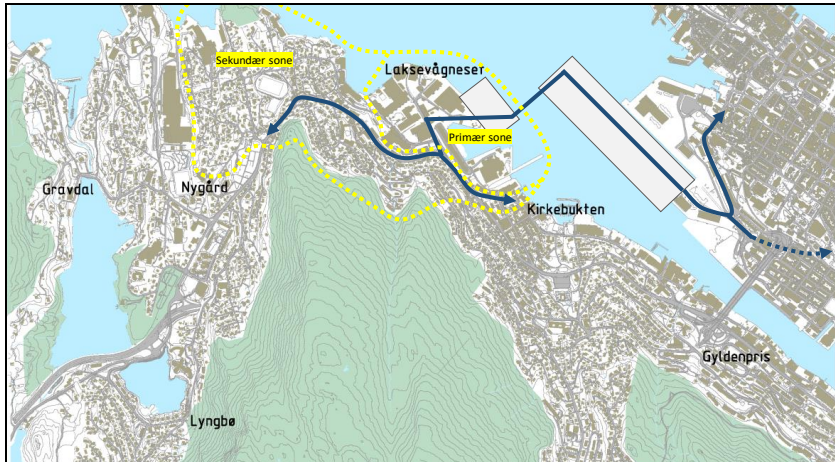 Sekundær sone
Laksevågneset
Primær sone
Gravdal
Nygård
Kirkebukten
Gyldenpris
Lyngbø